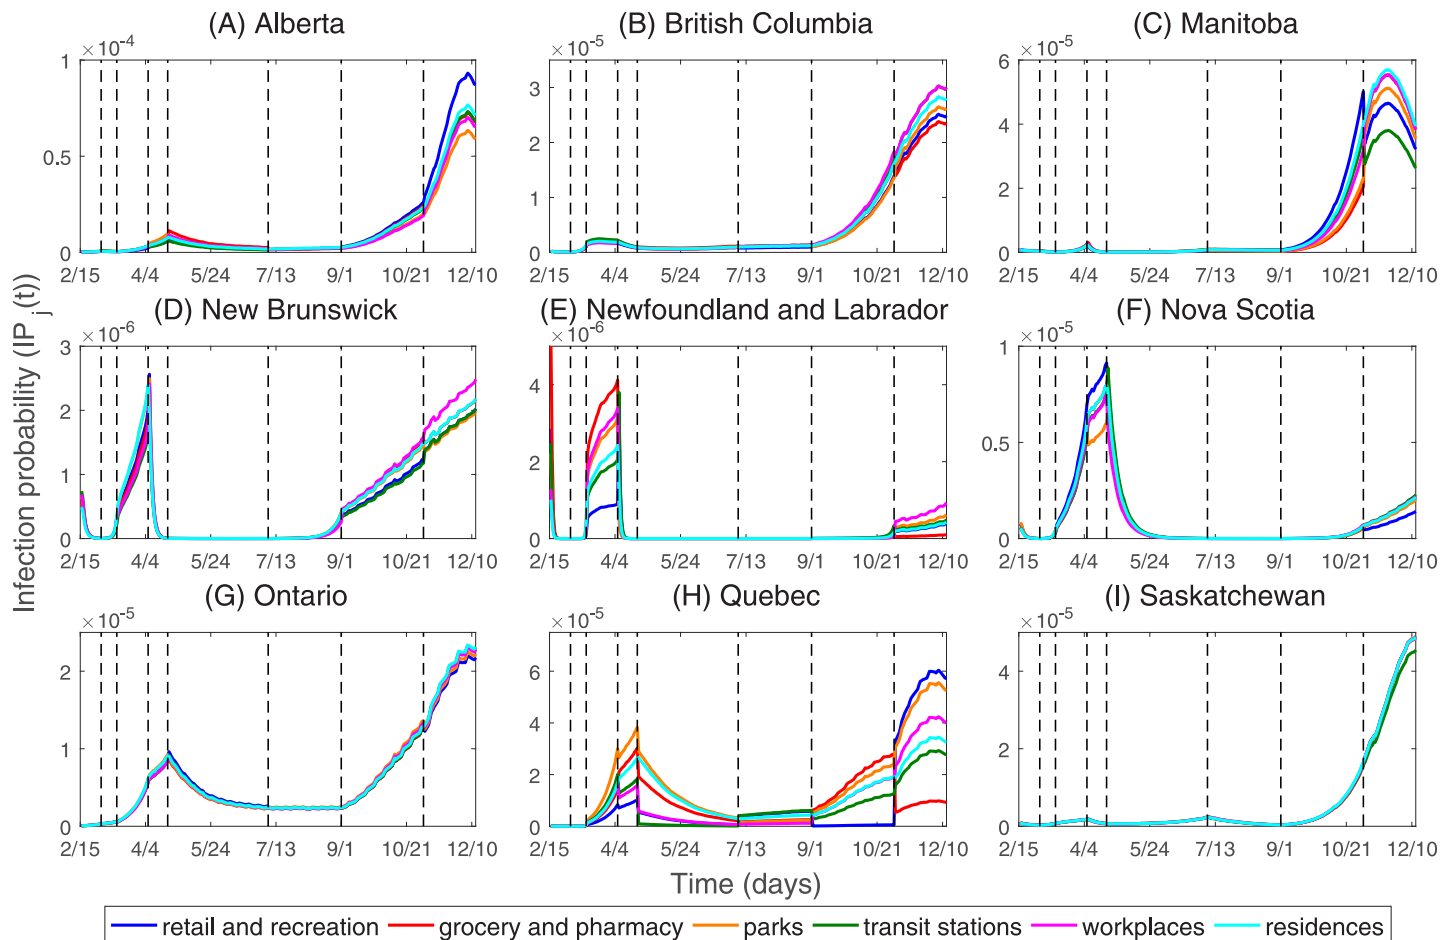 (A) Alberta
(B) British Columbia
(C) Manitoba
×10⁻⁴
1
0.5
0
2/15 4/4 5/24 7/13 9/1 10/21 12/10
×10⁻⁵
3
2
1
0
2/15 4/4 5/24 7/13 9/1 10/21 12/10
×10⁻⁵
6
4
2
0
2/15 4/4 5/24 7/13 9/1 10/21 12/10
Infection probability (IP_j(t))
(D) New Brunswick
(E) Newfoundland and Labrador
(F) Nova Scotia
×10⁻⁶
3
2
1
0
2/15 4/4 5/24 7/13 9/1 10/21 12/10
×10⁻⁶
4
2
0
2/15 4/4 5/24 7/13 9/1 10/21 12/10
×10⁻⁵
1
0.5
0
2/15 4/4 5/24 7/13 9/1 10/21 12/10
(G) Ontario
(H) Quebec
(I) Saskatchewan
×10⁻⁵
2
1
0
2/15 4/4 5/24 7/13 9/1 10/21 12/10
×10⁻⁵
6
4
2
0
2/15 4/4 5/24 7/13 9/1 10/21 12/10
×10⁻⁵
4
2
0
2/15 4/4 5/24 7/13 9/1 10/21 12/10
Time (days)
retail and recreation grocery and pharmacy parks transit stations workplaces residences